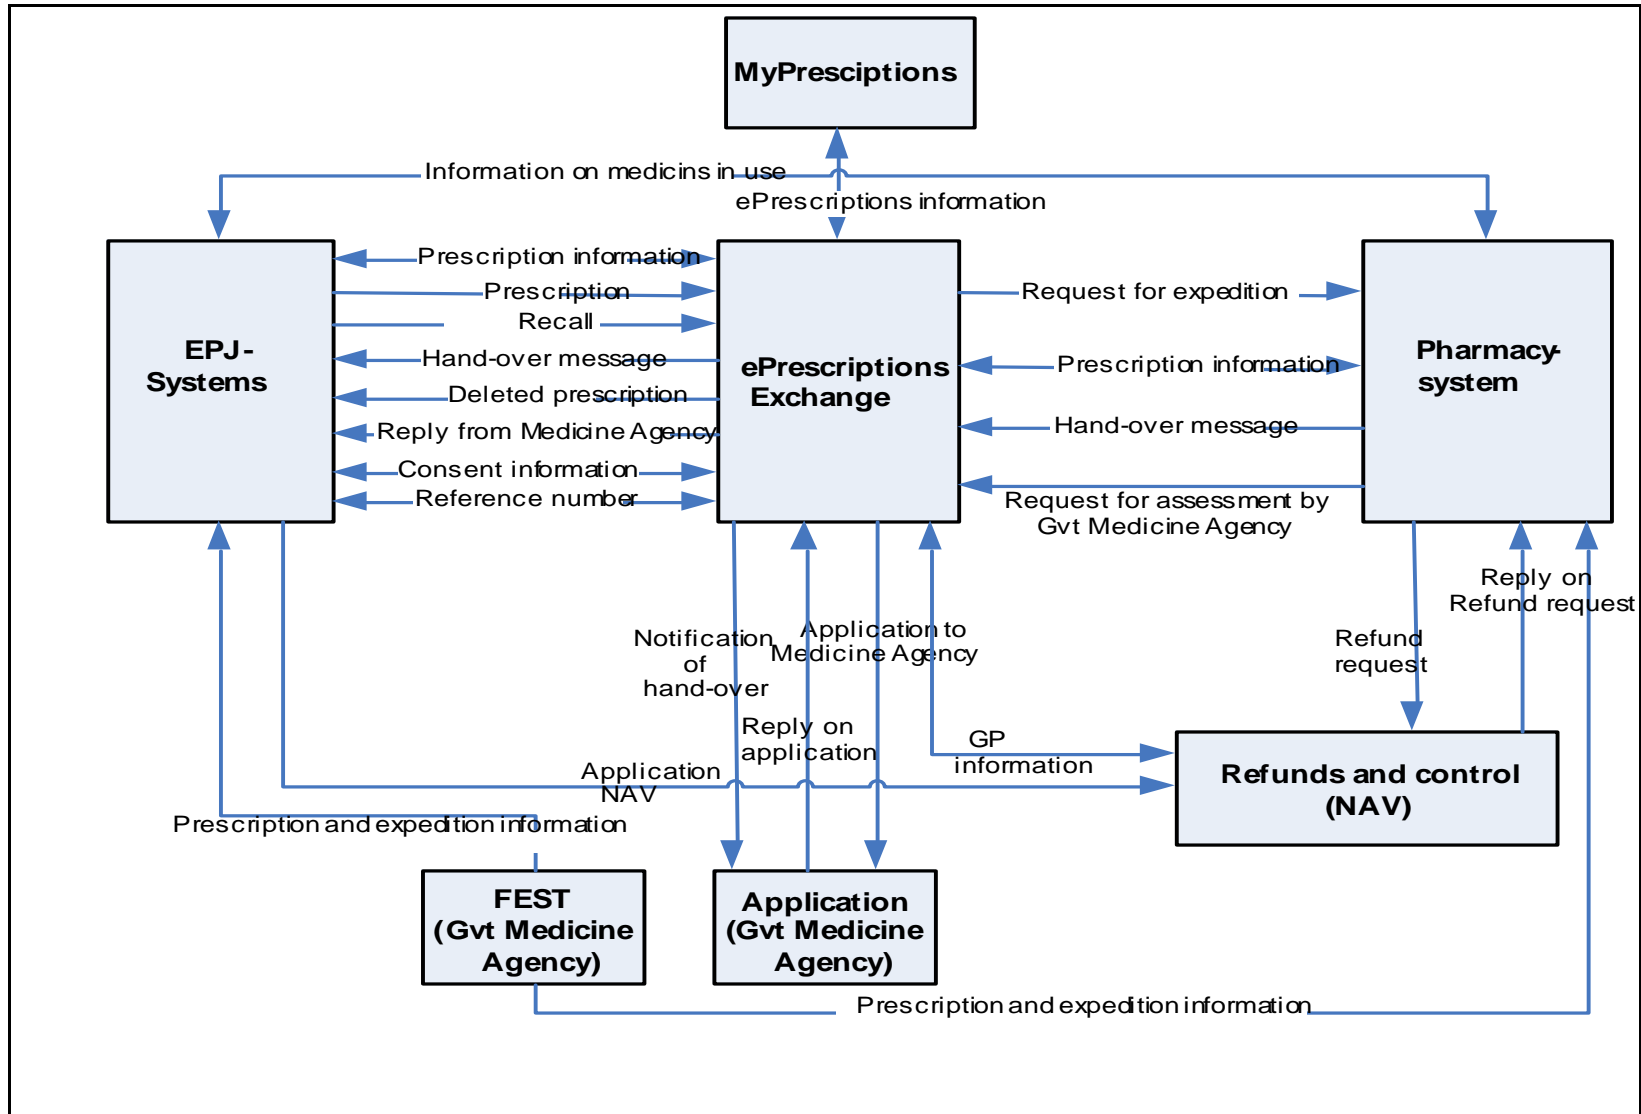 MyPresciptions
Information on medicins in use
ePrescriptions information
Prescription information
Prescription
Recall
EPJ-
Systems
Hand-over message
Deleted prescription
Reply from Medicine Agency
Consent information
Reference number
ePrescriptions
Exchange
Request for expedition
Prescription information
Hand-over message
Request for assessment by
Gvt Medicine Agency
Pharmacy-
system
Reply on
Refund request
Refund
request
Notification
of
hand-over
Application to
Medicine Agency
Reply on
application
GP
information
Application
NAV
Refunds and control
(NAV)
Prescription and expedition information
FEST
(Gvt Medicine
Agency)
Application
(Gvt Medicine
Agency)
Prescription and expedition information